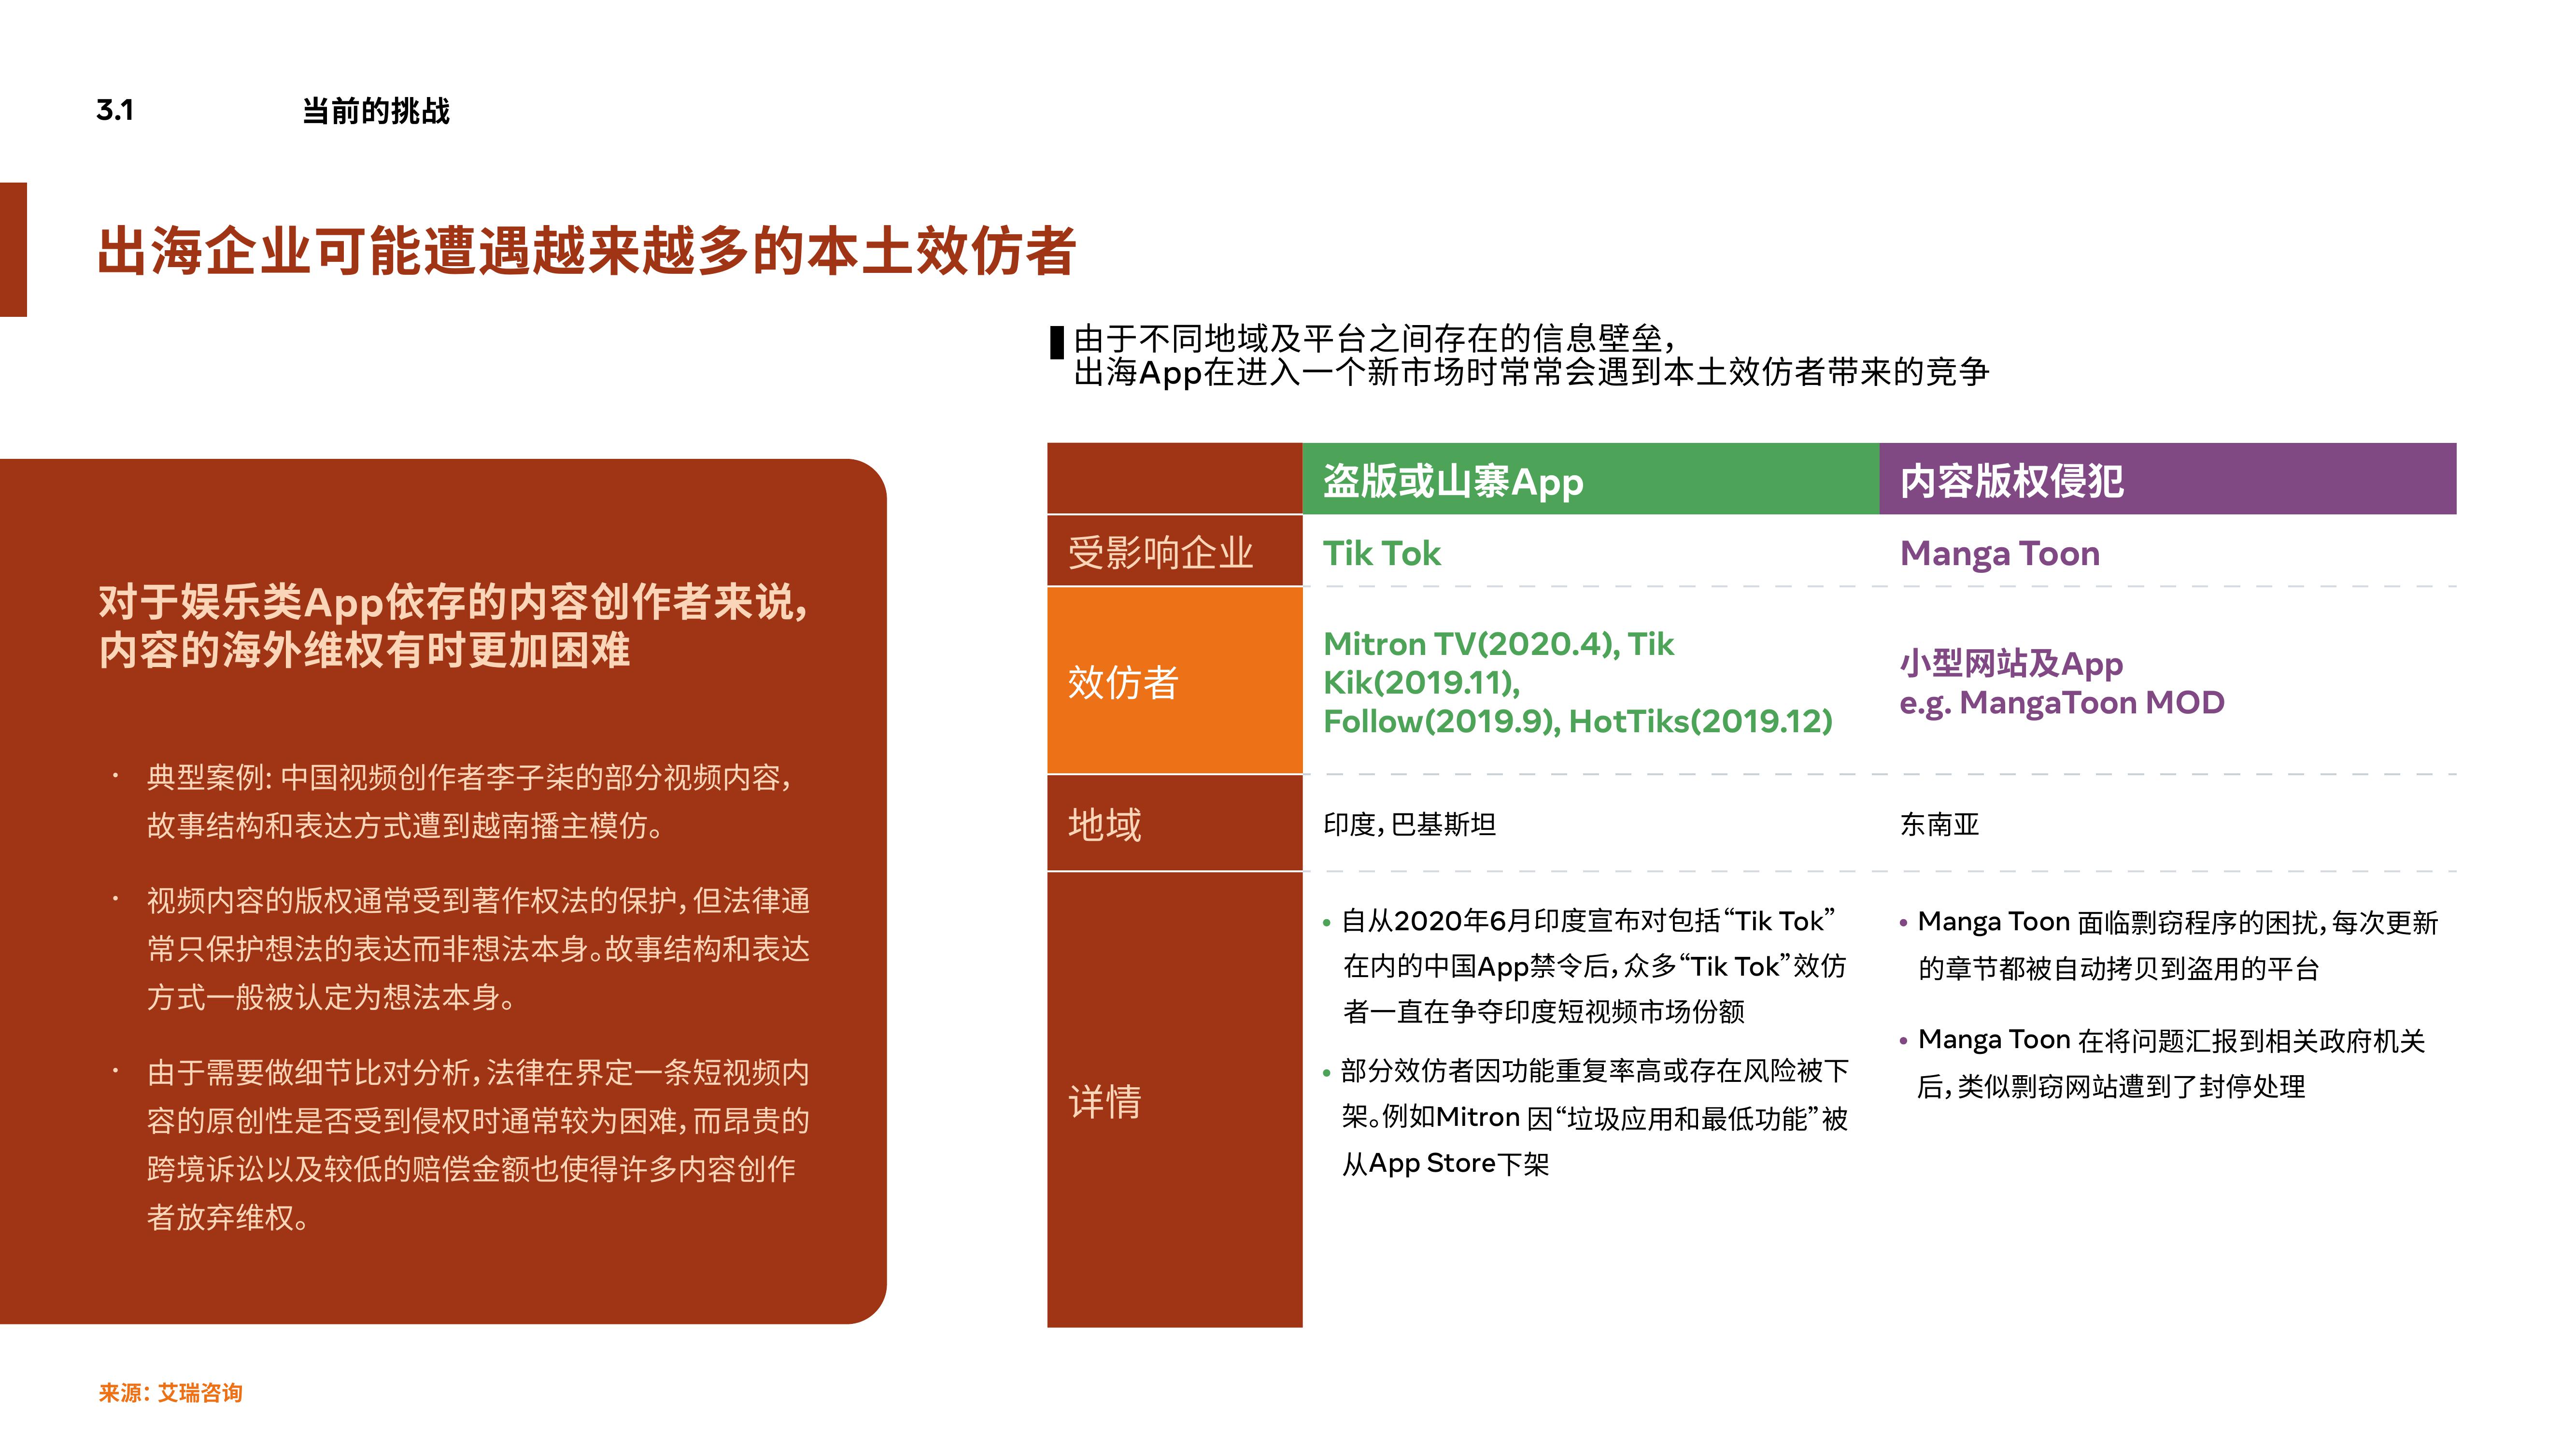 3.1
当前的挑战
出海企业可能遭遇越来越多的本土效仿者
由于不同地域及平台之间存在的信息壁垒，
出海App在进入一个新市场时常常会遇到本土效仿者带来的竞争
对于娱乐类App依存的内容创作者来说，
内容的海外维权有时更加困难
· 典型案例：中国视频创作者李子柒的部分视频内容，
故事结构和表达方式遭到越南播主模仿。
· 视频内容的版权通常受到著作权法的保护，但法律通
常只保护想法的表达而非想法本身。故事结构和表达
方式一般被认定为想法本身。
· 由于需要做细节比对分析，法律在界定一条短视频内
容的原创性是否受到侵权时通常较为困难，而昂贵的
跨境诉讼以及较低的赔偿金额也使得许多内容创作
者放弃维权。
盗版或山寨App
内容版权侵犯
受影响企业
Tik Tok
Manga Toon
效仿者
Mitron TV(2020.4), Tik
Kik(2019.11),
Follow(2019.9), HotTiks(2019.12)
小型网站及App
e.g. MangaToon MOD
地域
印度，巴基斯坦
东南亚
详情
• 自从2020年6月印度宣布对包括“Tik Tok”
在内的中国App禁令后，众多“Tik Tok”效仿
者一直在争夺印度短视频市场份额
• 部分效仿者因功能重复率高或存在风险被下
架。例如Mitron 因“垃圾应用和最低功能”被
从App Store下架
• Manga Toon 面临剽窃程序的困扰，每次更新
的章节都被自动拷贝到盗用的平台
• Manga Toon 在将问题汇报到相关政府机关
后，类似剽窃网站遭到了封停处理
来源：艾瑞咨询